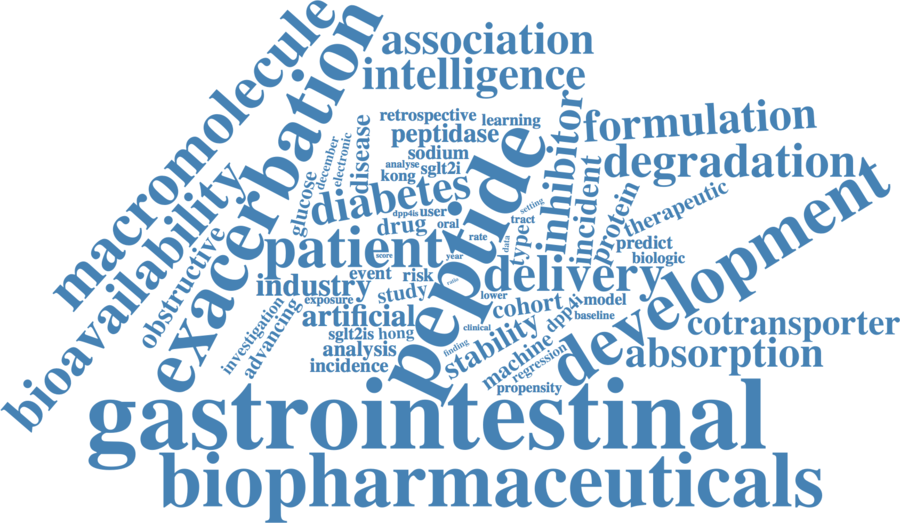 association
intelligence
macromolecule
exacerbation
bioavailability
retrospective
learning
peptidase
disease
december
electronic
sodium
analyse
sglt2i
kong
inhibitor
formulation
degradation
peptide
glucose
diabetes
dpp4is
user
setting
incident
protein
therapeutic
drug
oral
tract
type
obstructive
patient
rate
data
predict
biologic
score
year
delivery
development
industry
event
risk
ratio
exposure
study
lower
cohort
dpp4i
model
baseline
investigation
advancing
artificial
sglt2is
hong
clinical
stability
cotransporter
analysis
finding
machine
absorption
incidence
regression
propensity
gastrointestinal
biopharmaceuticals